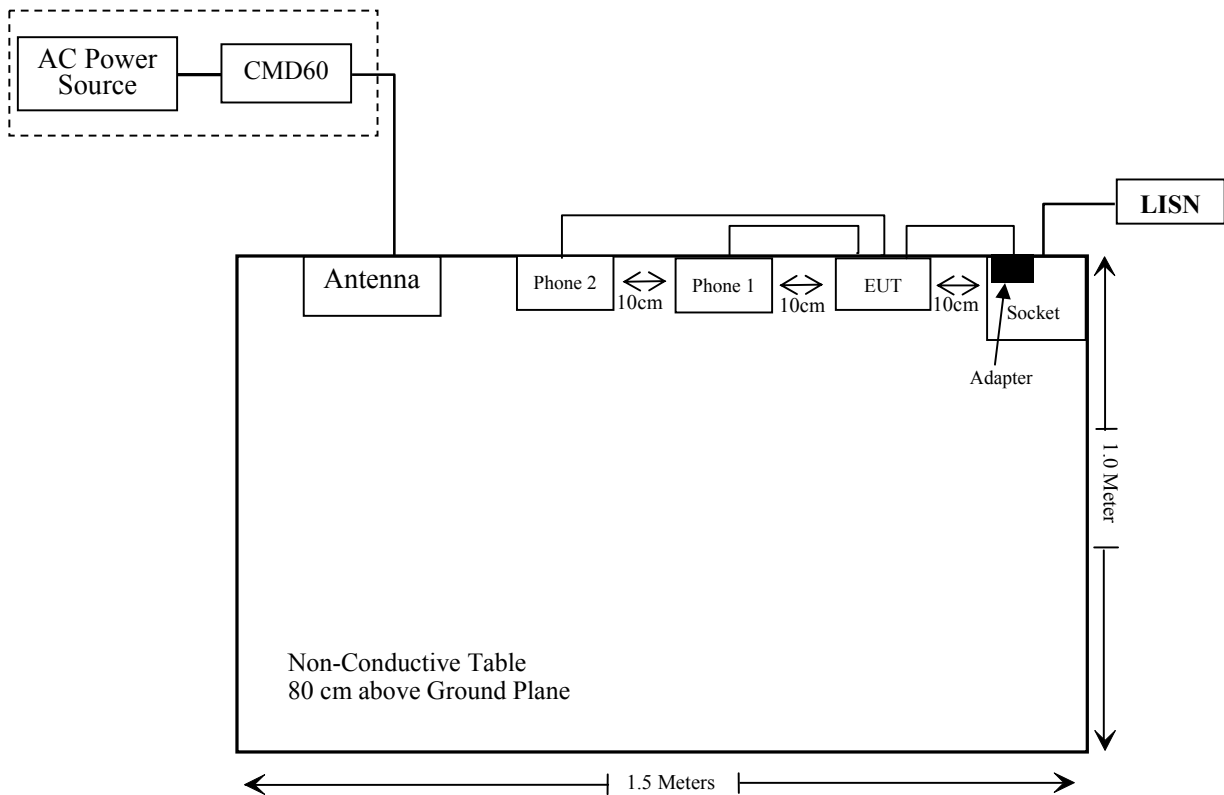 AC Power
Source
CMD60
LISN
Antenna
Phone 2
10cm
Phone 1
10cm
EUT
10cm
Socket
Adapter
1.0 Meter
Non-Conductive Table
80 cm above Ground Plane
1.5 Meters